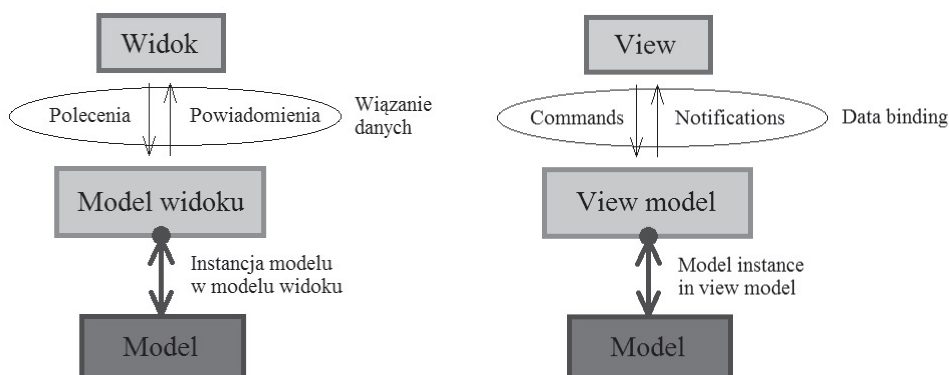 Widok
Polecenia
Powiadomienia
Wiązanie
danych
Model widoku
Instancja modelu
w modelu widoku
Model
View
Commands
Notifications
Data binding
View model
Model instance
in view model
Model